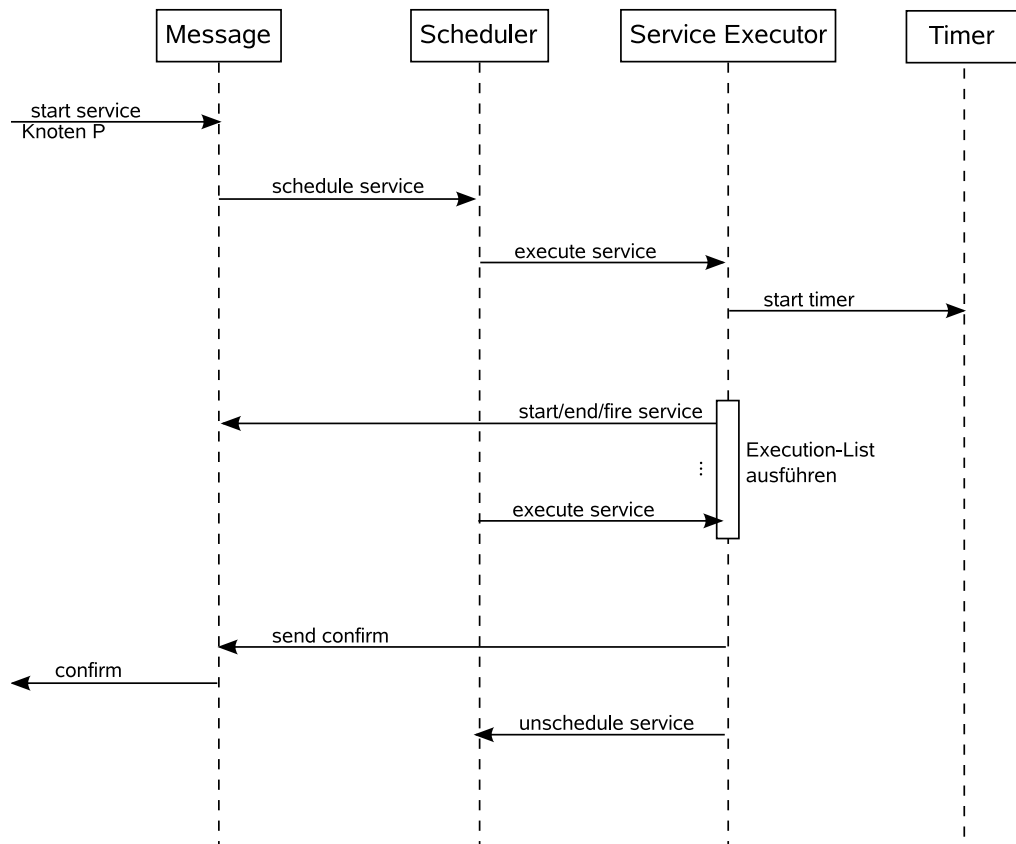 Message
Scheduler
Service Executor
Timer
start service
Knoten P
schedule service
execute service
start timer
start/end/fire service
...
Execution-List
ausführen
execute service
send confirm
confirm
unschedule service